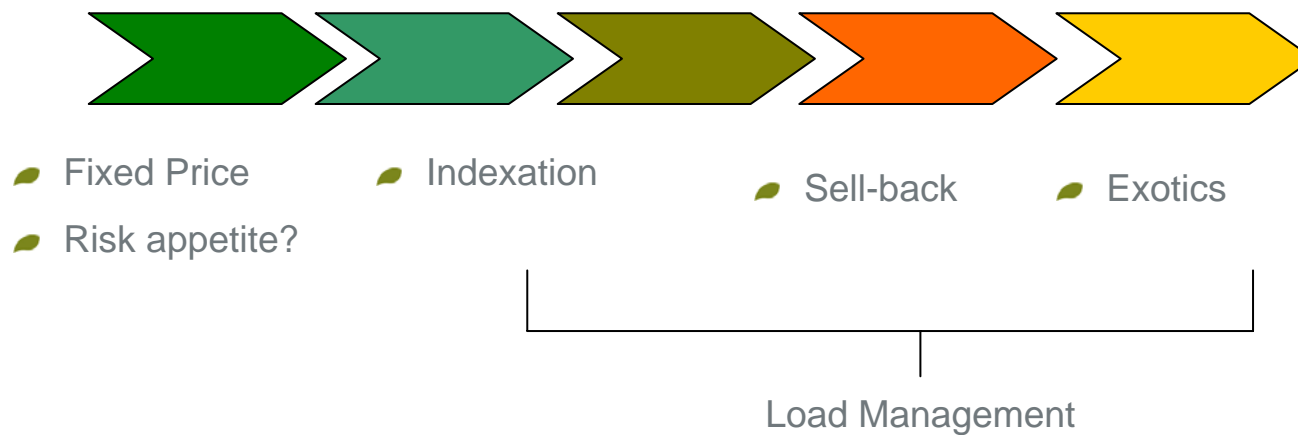 Fixed Price
Risk appetite?
Indexation
Sell-back
Exotics
Load Management